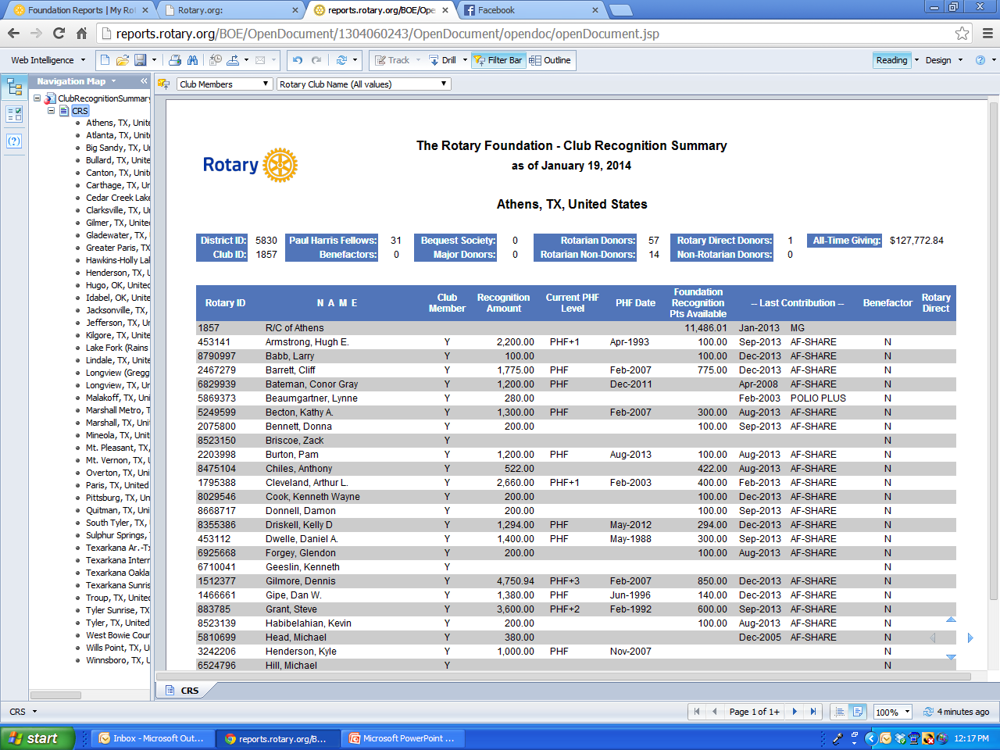 Foundation Reports | My Rot
Rotary.org:
reports.rotary.org/BOE/Ope
Facebook
reports.rotary.org/BOE/OpenDocument/1304060243/OpenDocument/opendoc/openDocument.jsp
Web Intelligence
Track
Drill
Filter Bar
Outline
Reading
Design
Navigation Map
Club Members
Rotary Club Name (All values)
ClubRecognitionSummary
CRS
Athens, TX, Unite
Atlanta, TX, Unite
Big Sandy, TX, Un
Bullard, TX, Unite
Canton, TX, Unite
Carthage, TX, Un
Cedar Creek Lake
Clarksville, TX, U
Gilmer, TX, United
Gladewater, TX,
Greater Paris, TX
Hawkins-Holly Lal
Henderson, TX, U
Hugo, OK, United
Idabel, OK, Unite
Jacksonville, TX,
Jefferson, TX, Un
Kilgore, TX, Unite
Lake Fork (Rains
Lindale, TX, Unite
Longview (Gregg
Longview, TX, Un
Malakoff, TX, Uni
Marshall Metro, T
Marshall, TX, Unit
Mineola, TX, Unit
Mt. Pleasant, TX,
Mt. Vernon, TX, U
Overton, TX, Uni
Paris, TX, United
Pittsburg, TX, Un
Quitman, TX, Uni
South Tyler, TX,
Sulphur Springs,
Texarkana Ar.-Tx
Texarkana Intern
Texarkana Oakla
Texarkana Sunris
Troup, TX, Unite
Tyler Sunrise, TX
Tyler, TX, United
West Bowie Coun
Wills Point, TX, U
Winnsboro, TX, U
The Rotary Foundation - Club Recognition Summary
as of January 19, 2014
Rotary
Athens, TX, United States
District ID: 5830 Paul Harris Fellows: 31 Bequest Society: 0 Rotarian Donors: 57 Rotary Direct Donors: 1 All-Time Giving: $127,772.84
Club ID: 1857 Benefactors: 0 Major Donors: 0 Rotarian Non-Donors: 14 Non-Rotarian Donors: 0
Rotary ID N A M E Club Member Recognition Amount Current PHF Level PHF Date Foundation Recognition Pts Available -- Last Contribution -- Benefactor Rotary Direct
1857 R/C of Athens 11,486.01 Jan-2013 MG
453141 Armstrong, Hugh E. Y 2,200.00 PHF+1 Apr-1993 100.00 Sep-2013 AF-SHARE N
8790997 Babb, Larry Y 100.00 100.00 Dec-2013 AF-SHARE N
2467279 Barrett, Cliff Y 1,775.00 PHF Feb-2007 775.00 Dec-2013 AF-SHARE N
6829939 Bateman, Conor Gray Y 1,200.00 PHF Dec-2011 Apr-2008 AF-SHARE N
5869373 Beaumgartner, Lynne Y 280.00 Feb-2003 POLIO PLUS N
5249599 Becton, Kathy A. Y 1,300.00 PHF Feb-2007 300.00 Aug-2013 AF-SHARE N
2075800 Bennett, Donna Y 200.00 100.00 Sep-2013 AF-SHARE N
8523150 Briscoe, Zack Y N
2203998 Burton, Pam Y 1,200.00 PHF Aug-2013 100.00 Aug-2013 AF-SHARE N
8475104 Chiles, Anthony Y 522.00 422.00 Aug-2013 AF-SHARE N
1795388 Cleveland, Arthur L. Y 2,660.00 PHF+1 Feb-2003 400.00 Feb-2013 AF-SHARE N
8029546 Cook, Kenneth Wayne Y 200.00 100.00 Dec-2013 AF-SHARE N
8668717 Donnell, Damon Y 200.00 100.00 Sep-2013 AF-SHARE N
8355386 Driskell, Kelly D Y 1,294.00 PHF May-2012 294.00 Dec-2013 AF-SHARE N
453112 Dwelle, Daniel A. Y 1,400.00 PHF May-1988 300.00 Sep-2013 AF-SHARE N
6925668 Forgey, Glendon Y 200.00 100.00 Aug-2013 AF-SHARE N
6710041 Geeslin, Kenneth Y N
1512377 Gilmore, Dennis Y 4,750.94 PHF+3 Feb-2007 850.00 Dec-2013 AF-SHARE N
1466661 Gipe, Dan W. Y 1,380.00 PHF Jun-1996 140.00 Dec-2013 AF-SHARE N
883785 Grant, Steve Y 3,600.00 PHF+2 Feb-1992 600.00 Sep-2013 AF-SHARE N
8523139 Habibelahian, Kevin Y 200.00 100.00 Aug-2013 AF-SHARE N
5810699 Head, Michael Y 380.00 Dec-2005 AF-SHARE N
3242206 Henderson, Kyle Y 1,000.00 PHF Nov-2007 N
6524796 Hill, Michael Y N
CRS
CRS
Page 1 of 1+
100%
4 minutes ago
start
Inbox - Microsoft Out...
reports.rotary.org/B...
Microsoft PowerPoint ...
12:17 PM